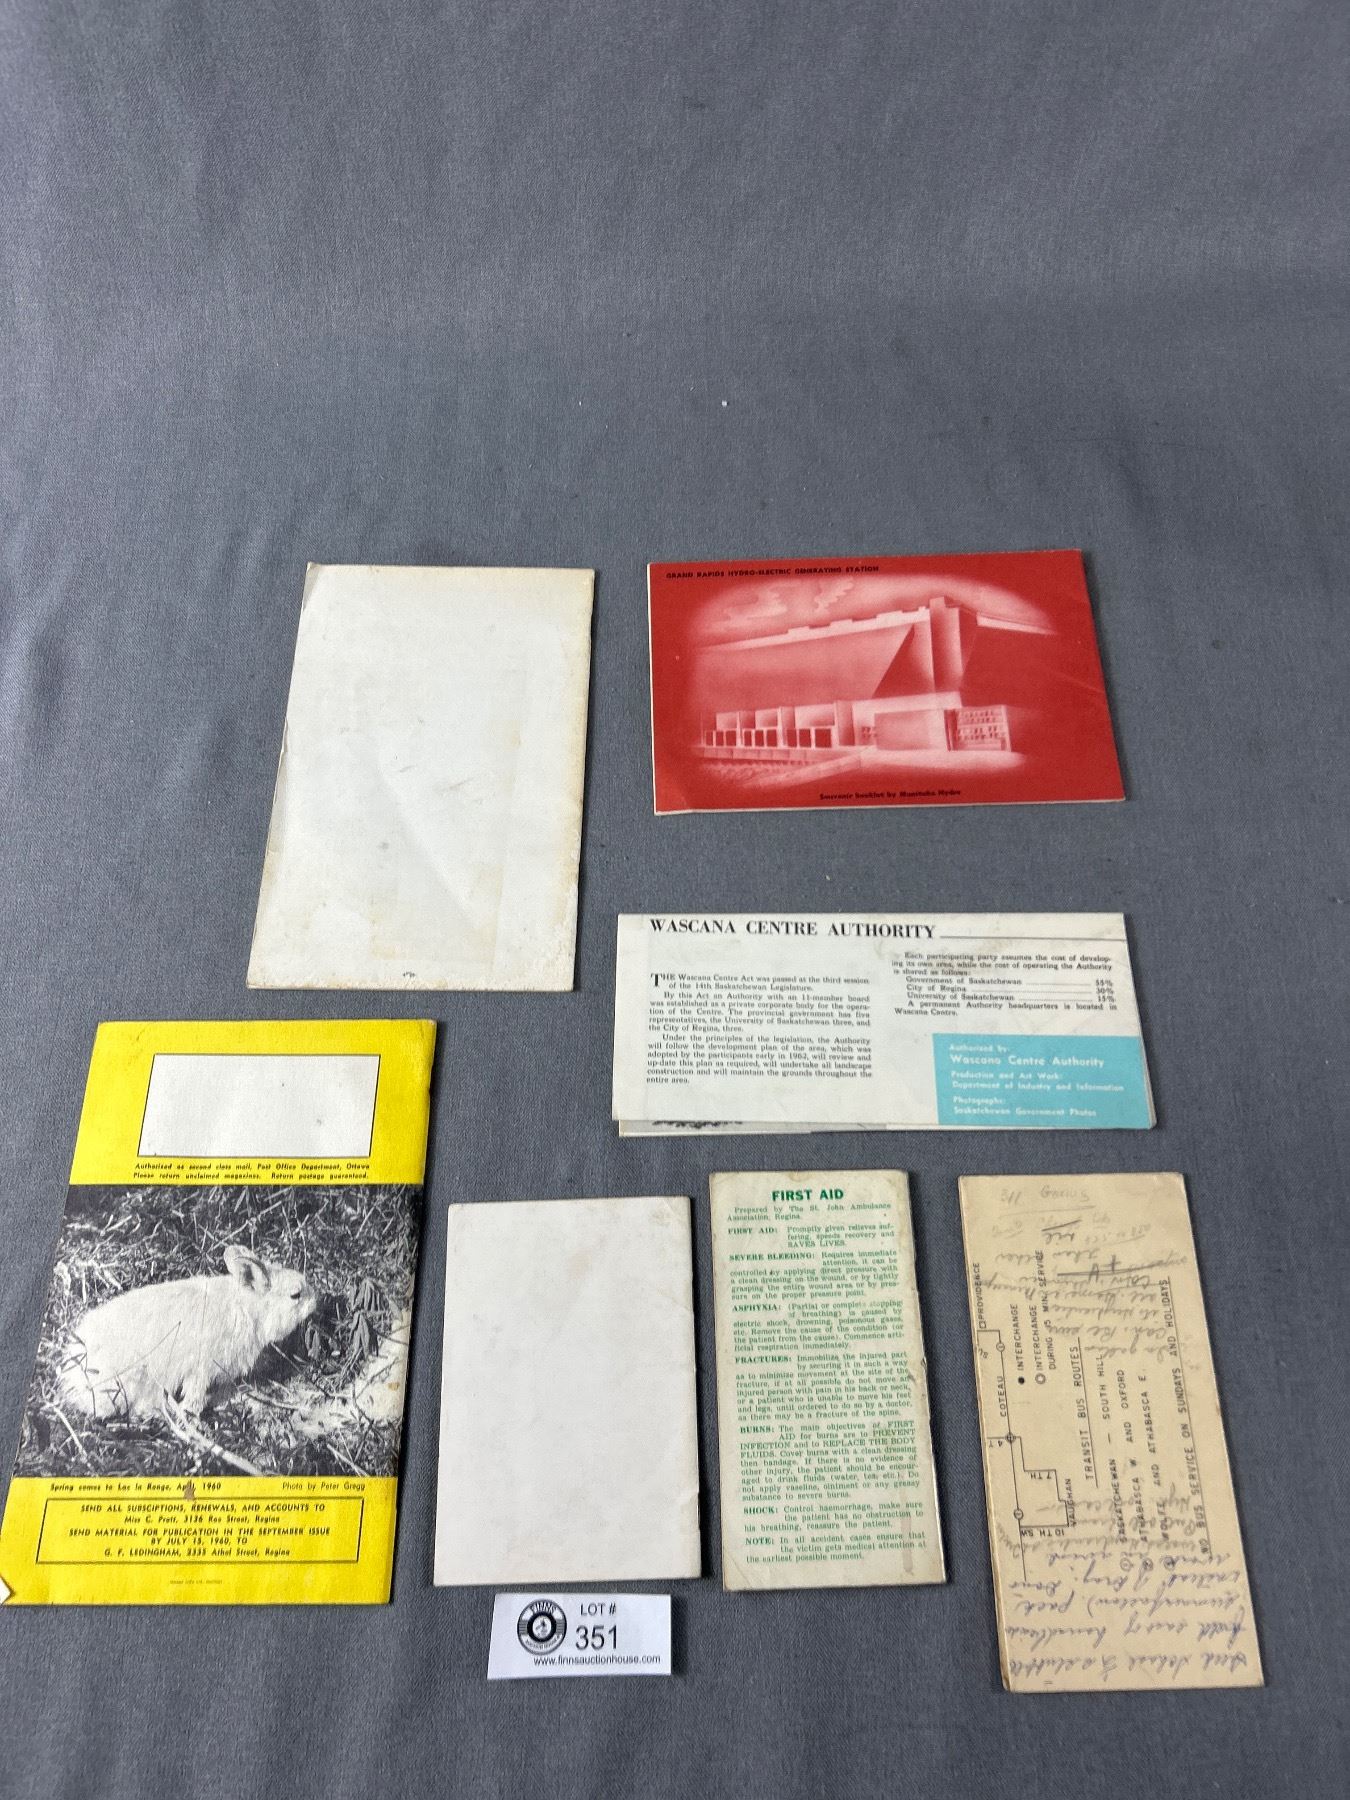 GRAND RAPIDS HYDRO-ELECTRIC GENERATING STATION
Souvenir Booklet by Manitoba Hydro
WASCANA CENTRE AUTHORITY
THE Wascana Centre Act was passed at the third session
of the 14th Saskatchewan Legislature.
By this Act an Authority with an 11-member board
was established as a private corporate body for the opera-
tion of the Centre. The provincial government has five
representatives, the University of Saskatchewan three, and
the City of Regina, three.
Under the principles of the legislation, the Authority
will follow the development plan of the area, which was
adopted by the participants early in 1962, will review and
up-date this plan as required, will undertake all landscape
construction and will maintain the grounds throughout the
entire area.
Each participating party assumes the cost of develop-
ing its own area, while the cost of operating the Authority
is shared as follows:
Government of Saskatchewan 55%
City of Regina 30%
University of Saskatchewan 15%
A permanent Authority headquarters is located in
Wascana Centre.
Authorized by:
Wascana Centre Authority
Production and Art Work:
Department of Industry and Information
Photographs:
Saskatchewan Government Photos
Authorized as second class mail, Post Office Department, Ottawa
Please return unclaimed magazines. Return postage guaranteed.
Spring comes to Lac la Ronge, April, 1960 Photo by Peter Gregg
SEND ALL SUBSCIPTIONS, RENEWALS, AND ACCOUNTS TO
Miss C. Pratt, 3136 Rae Street, Regina
SEND MATERIAL FOR PUBLICATION IN THE SEPTEMBER ISSUE
BY JULY 15, 1960, TO
G. F. LEDINGHAM, 2335 Athol Street, Regina
FIRST AID
Prepared by The St. John Ambulance
Association, Regina.
FIRST AID: Promptly given relieves suf-
fering, speeds recovery and
SAVES LIVES.
SEVERE BLEEDING: Requires immediate
attention, it can be
controlled by applying direct pressure with
a clean dressing on the wound, or by tightly
grasping the entire wound area or by pres-
sure on the proper pressure point.
ASPHYXIA: (Partial or complete stopping
of breathing) is caused by
electric shock, drowning, poisonous gases,
etc. Remove the cause of the condition (or
the patient from the cause). Commence arti-
ficial respiration immediately.
FRACTURES: Immobilize the injured part
by securing it in such a way
as to minimize movement at the site of the
fracture, if at all possible do not move an
injured person with pain in his back or neck,
or a patient who is unable to move his feet
and legs, until ordered to do so by a doctor,
as there may be a fracture of the spine.
BURNS: The main objectives of FIRST
AID for burns are to PREVENT
INFECTION and to REPLACE THE BODY
FLUIDS. Cover burns with a clean dressing
then bandage. If there is no evidence of
other injury, the patient should be encour-
aged to drink fluids (water, tea, etc.). Do
not apply vaseline, ointment or any greasy
substance to severe burns.
SHOCK: Control haemorrhage, make sure
the patient has no obstruction to
his breathing, reassure the patient.
NOTE: In all accident cases ensure that
the victim gets medical attention at
the earliest possible moment.
PROVIDENCE
COTEAU
4 TH
7 TH
10 TH SW
VAUGHAN
INTERCHANGE
INTERCHANGE
DURING 15 MIN. SERVICE
TRANSIT BUS ROUTES
SASKATCHEWAN — SOUTH HILL
ATHABASCA W. AND OXFORD
WOLFE AND ATHABASCA E.
NO BUS SERVICE ON SUNDAYS AND HOLIDAYS
LOT #
351
www.finnsauctionhouse.com